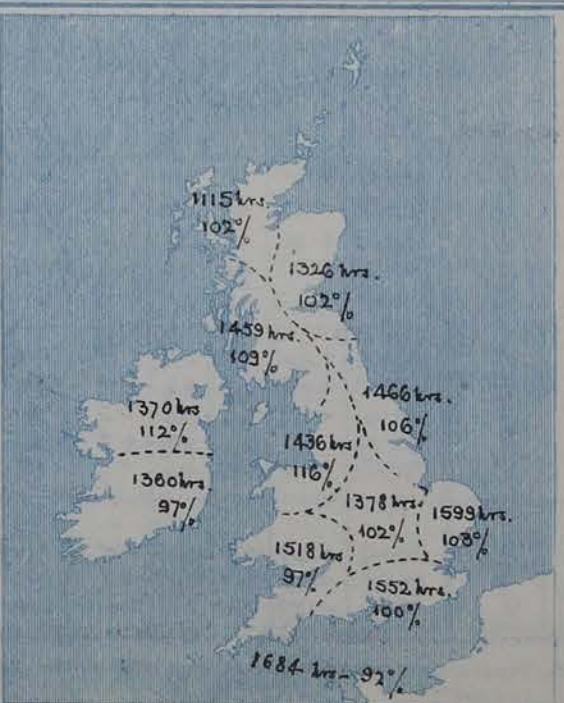 1115 hrs.
102%
1326 hrs.
102%
1459 hrs.
109%
1466 hrs.
106%
1370 hrs
112%
1436 hrs
116%
1360 hrs.
97%
1378 hrs.
102%
1599 hrs.
103%
1518 hrs
97%
1552 hrs.
100%
1684 hrs - 92%